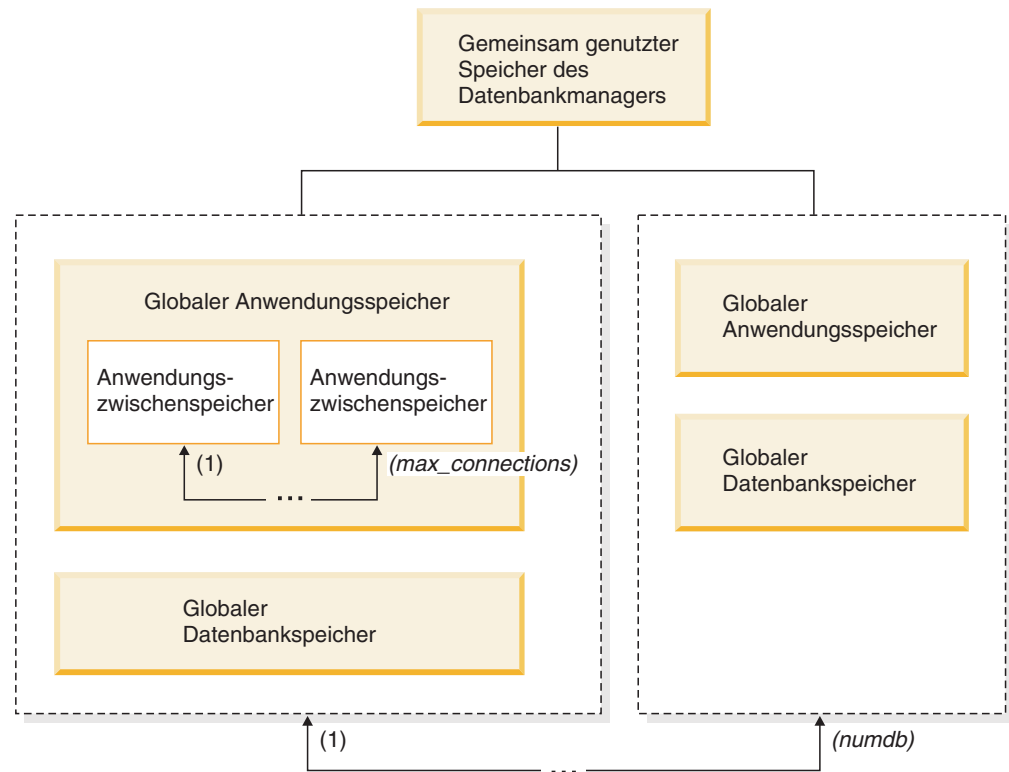 Gemeinsam genutzter
Speicher des
Datenbankmanagers
Globaler Anwendungsspeicher
Anwendungs-
zwischenspeicher
Anwendungs-
zwischenspeicher
(1)
(max_connections)
...
Globaler
Datenbankspeicher
Globaler
Anwendungsspeicher
Globaler
Datenbankspeicher
(1)
(numdb)
...